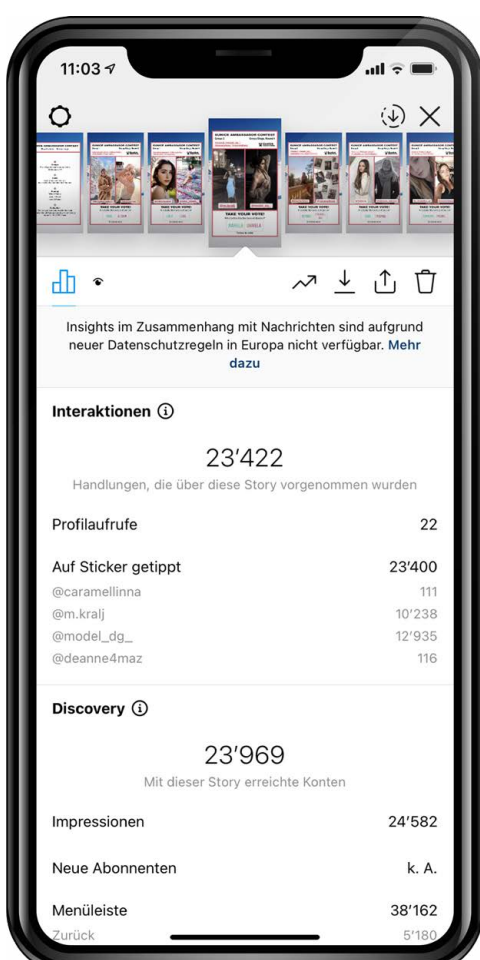 11:03
TAKE YOUR VOTE!
Insights im Zusammenhang mit Nachrichten sind aufgrund
neuer Datenschutzregeln in Europa nicht verfügbar. Mehr
dazu
Interaktionen
23’422
Handlungen, die über diese Story vorgenommen wurden
Profilaufrufe 22
Auf Sticker getippt 23’400
@caramellinna 111
@m.kralj 10’238
@model_dg_ 12’935
@deanne4maz 116
Discovery
23’969
Mit dieser Story erreichte Konten
Impressionen 24’582
Neue Abonnenten k. A.
Menüleiste 38’162
Zurück 5’180